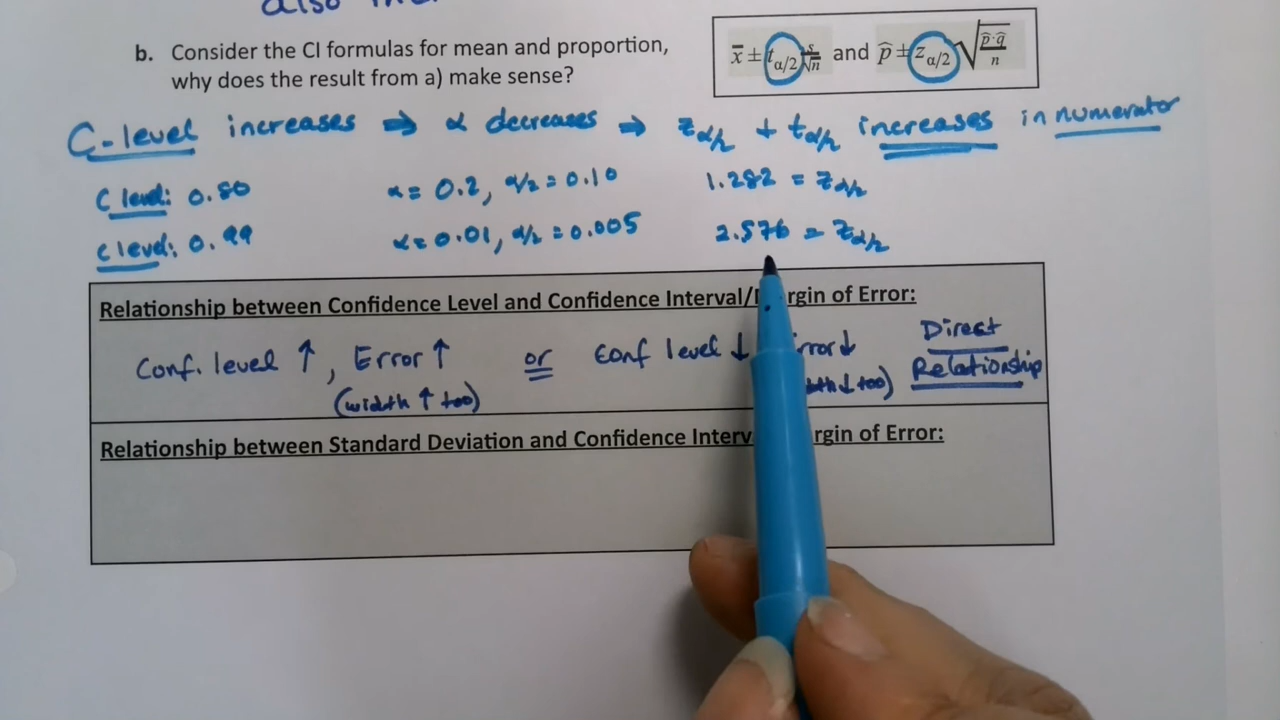 also
b. Consider the CI formulas for mean and proportion,
why does the result from a) make sense?
x̄ ± t α/2 s/√n and p̂ ± z α/2 √(p̂·q̂/n)
C-level increases ⇒ α decreases ⇒ zα/2 + tα/2 increases in numerator
C level: 0.80 α = 0.2, α/2 = 0.10 1.282 = zα/2
C level: 0.99 α = 0.01, α/2 = 0.005 2.576 = zα/2
Relationship between Confidence Level and Confidence Interval/ rgin of Error:
Conf. level ↑, Error ↑ or Conf level ↓ rror ↓ Direct
(width ↑ too) dth ↓ too) Relationship
Relationship between Standard Deviation and Confidence Interv rgin of Error: